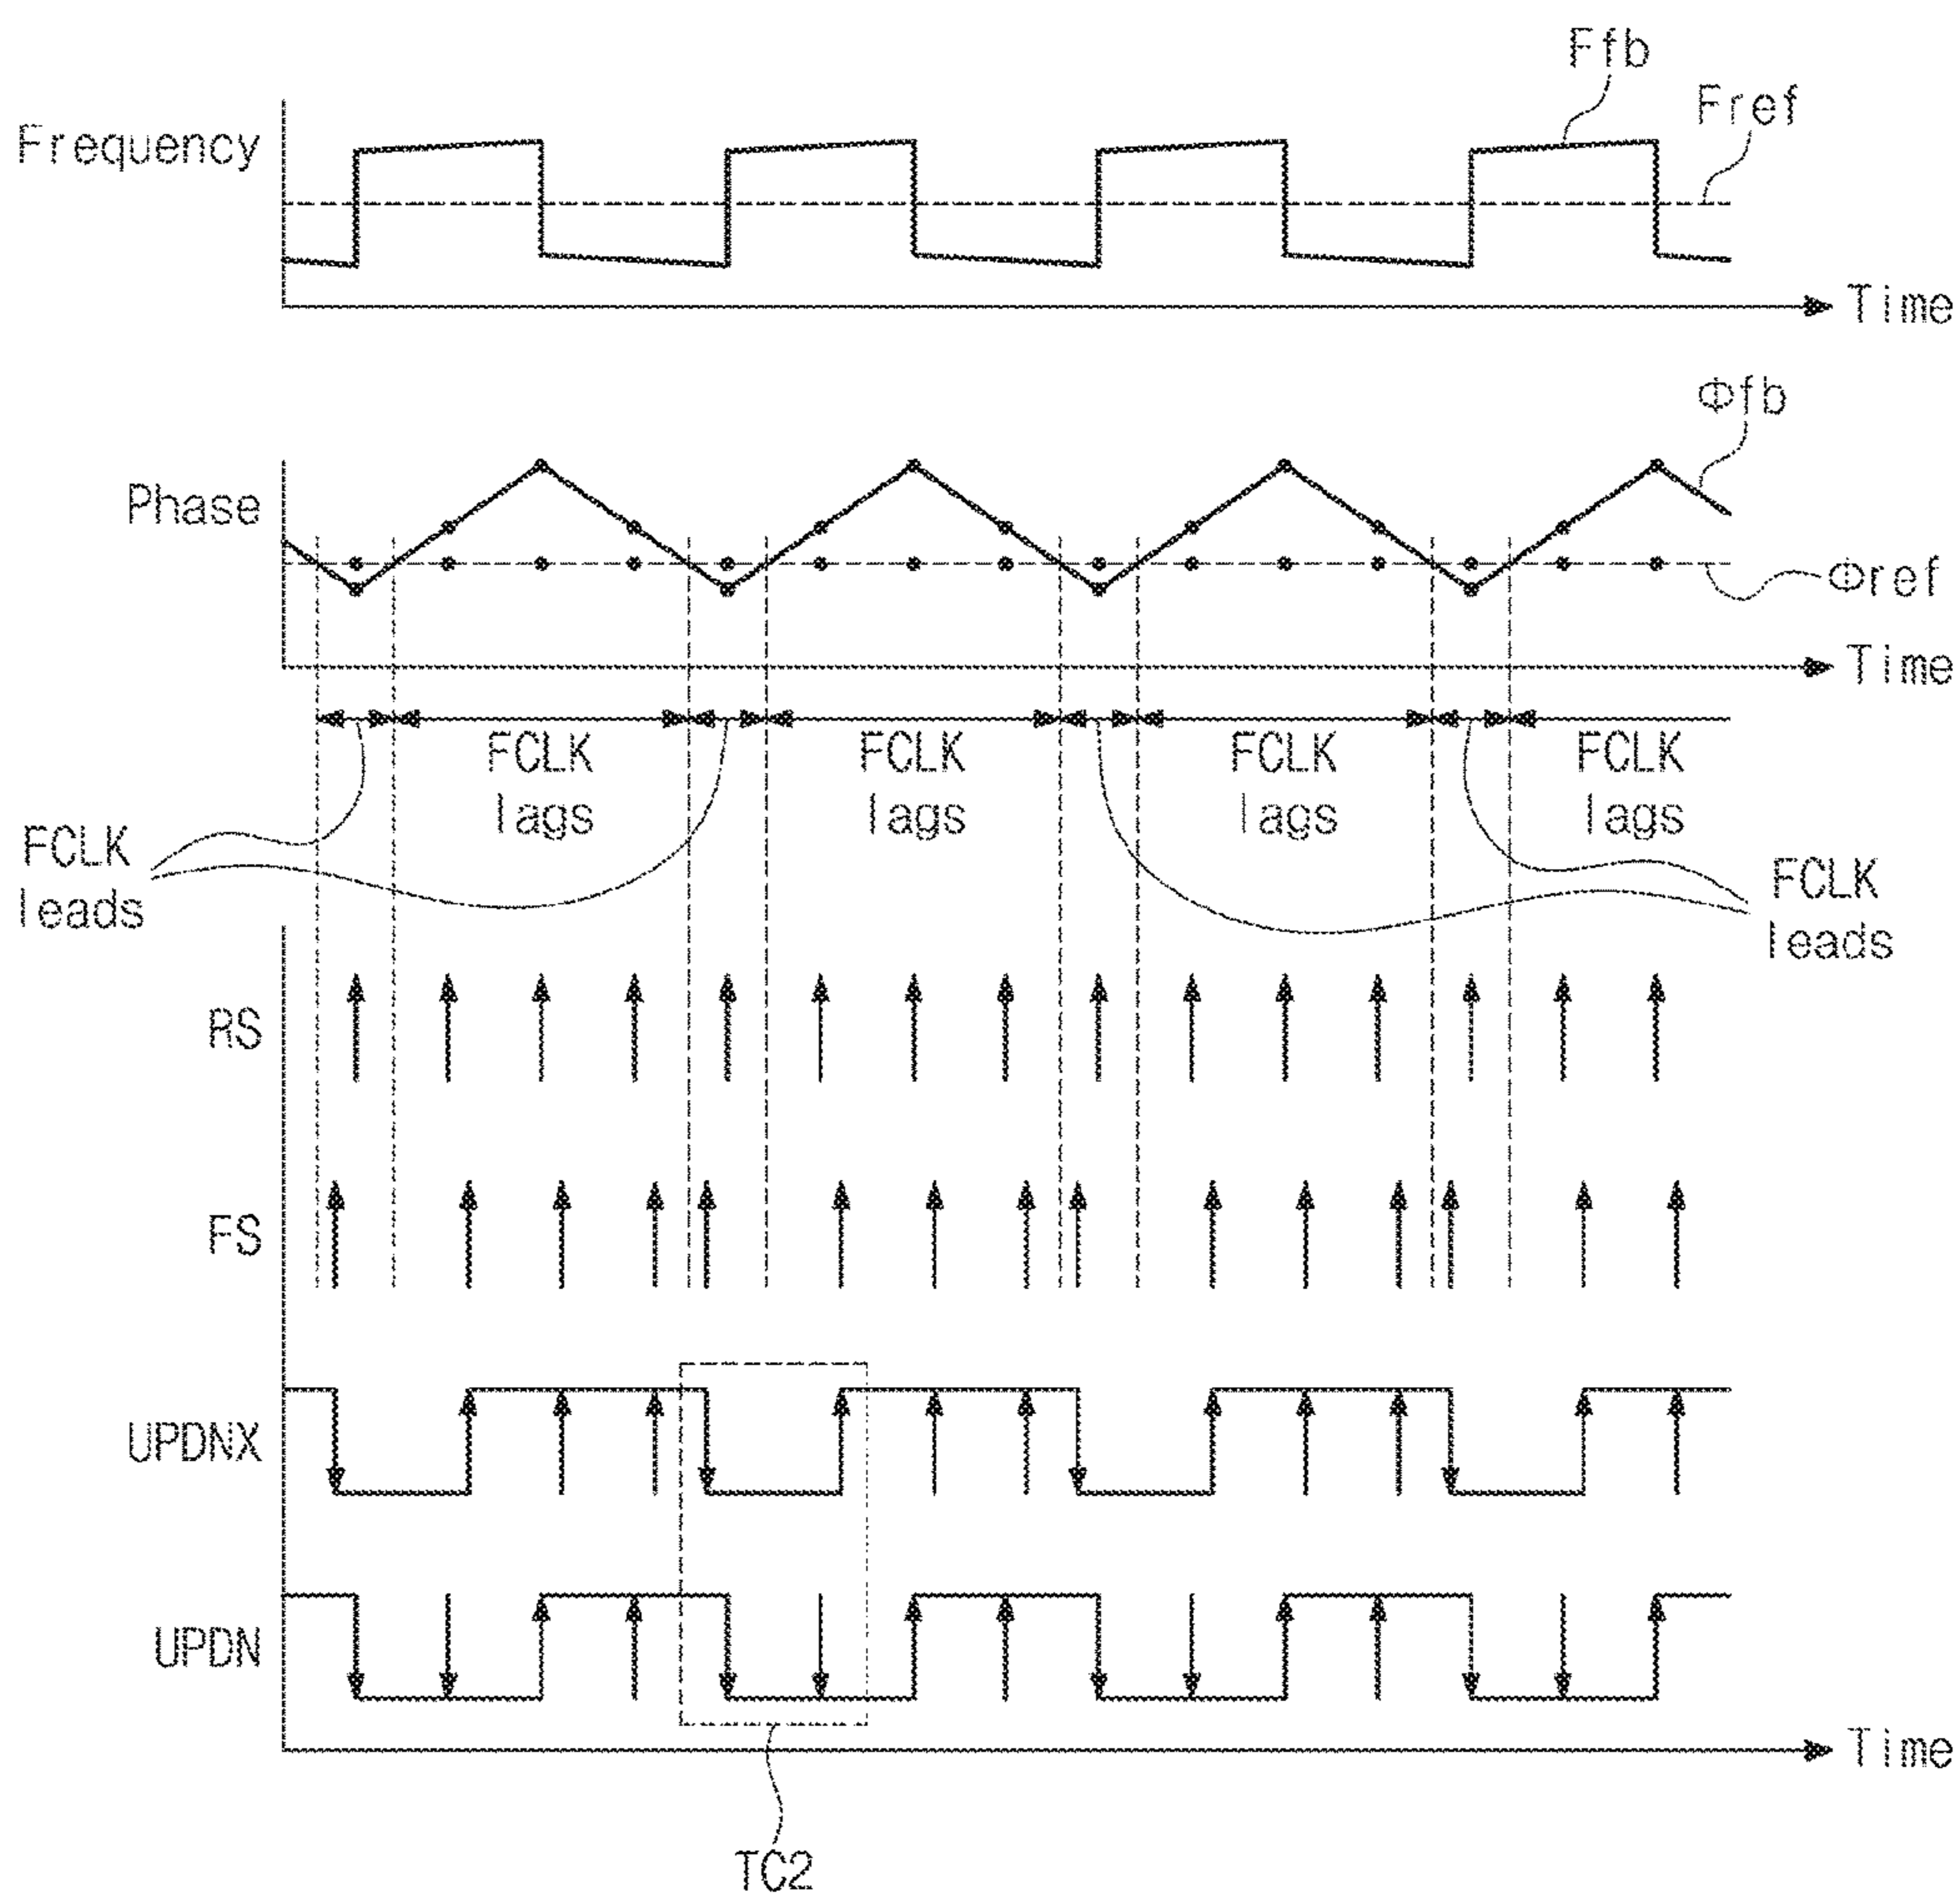 Ffb
Fref
Frequency
Time
Φfb
Phase
Φref
Time
FCLK
lags
FCLK
lags
FCLK
lags
FCLK
lags
FCLK
leads
FCLK
leads
RS
FS
UPDNX
UPDN
Time
TC2